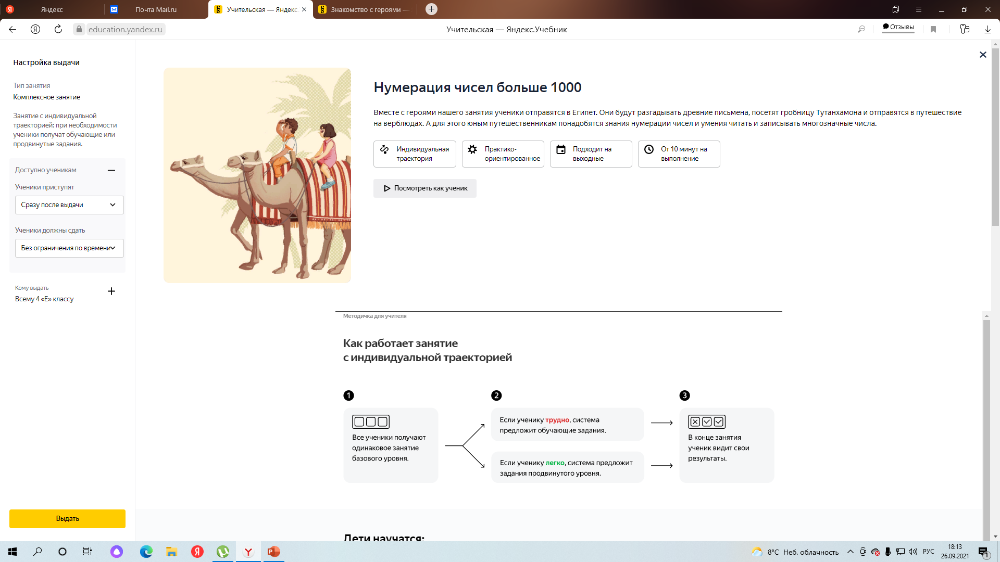 Яндекс
Почта Mail.ru
Учительская — Яндекс
Знакомство с героями —
education.yandex.ru
Учительская — Яндекс.Учебник
Отзывы
Настройка выдачи
Тип занятия
Комплексное занятие
Занятие с индивидуальной
траекторией: при необходимости
ученики получат обучающие или
продвинутые задания.
Доступно ученикам
Ученики приступят
Сразу после выдачи
Ученики должны сдать
Без ограничения по времени
Кому выдать
Всему 4 «Е» классу
Выдать
Нумерация чисел больше 1000
Вместе с героями нашего занятия ученики отправятся в Египет. Они будут разгадывать древние письмена, посетят гробницу Тутанхамона и отправятся в путешествие
на верблюдах. А для этого юным путешественникам понадобятся знания нумерации чисел и умения читать и записывать многозначные числа.
Индивидуальная
траектория
Практико-
ориентированное
Подходит на
выходные
От 10 минут на
выполнение
Посмотреть как ученик
Методичка для учителя
Как работает занятие
с индивидуальной траекторией
1
Все ученики получают
одинаковое занятие
базового уровня.
2
Если ученику трудно, система
предложит обучающие задания.
Если ученику легко, система предложит
задания продвинутого уровня.
3
В конце занятия
ученик видит свои
результаты.
Дети научатся:
8°C Неб. облачность
РУС
18:13
26.09.2021
1